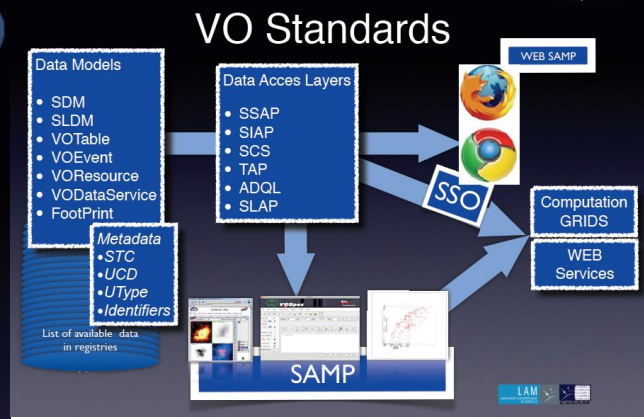 VO Standards
WEB SAMP
Data Models
• SDM
• SLDM
• VOTable
• VOEvent
• VOResource
• VODataService
• FootPrint
Metadata
•STC
•UCD
•UType
•Identifiers
List of available data
in registries
Data Acces Layers
• SSAP
• SIAP
• SCS
• TAP
• ADQL
• SLAP
SSO
Computation
GRIDS
WEB
Services
VOSpec
SAMP
LAM